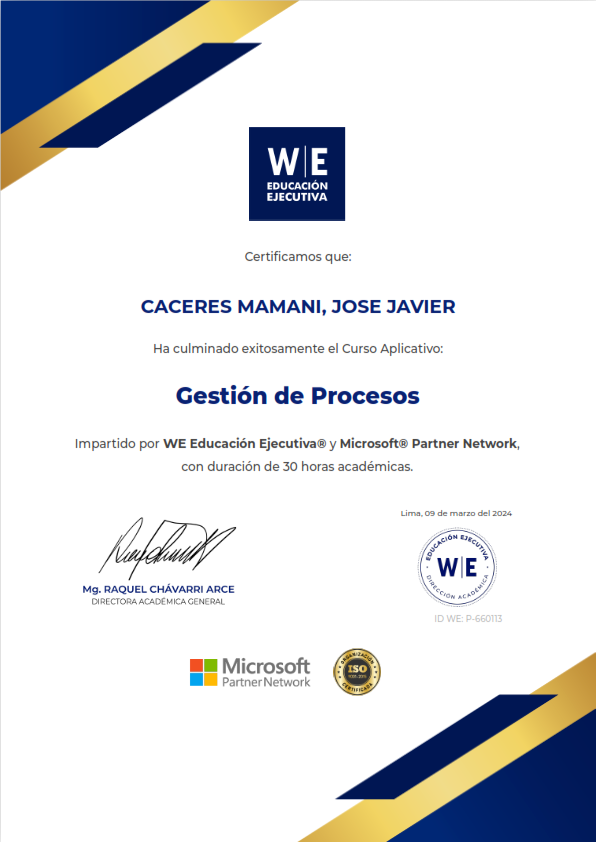 W|E
EDUCACIÓN
EJECUTIVA
Certificamos que:
CACERES MAMANI, JOSE JAVIER
Ha culminado exitosamente el Curso Aplicativo:
Gestión de Procesos
Impartido por WE Educación Ejecutiva® y Microsoft® Partner Network,
con duración de 30 horas académicas.
Lima, 09 de marzo del 2024
EDUCACIÓN EJECUTIVA
W|E
DIRECCIÓN ACADÉMICA
Mg. RAQUEL CHÁVARRI ARCE
DIRECTORA ACADÉMICA GENERAL
ID WE: P-660113
Microsoft
Partner Network
ORGANIZACIÓN
ISO
CERTIFICADA